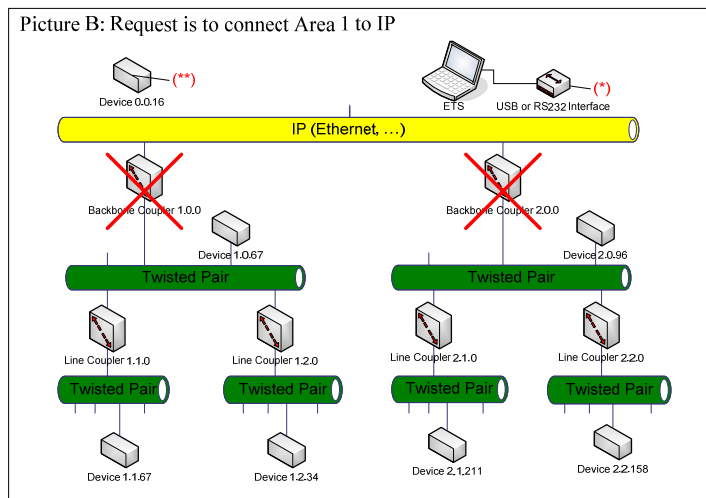 Picture B: Request is to connect Area 1 to IP
(**)
(*)
Device 0.0.16
ETS
USB or RS232 Interface
IP (Ethernet, …)
Backbone Coupler 1.0.0
Backbone Coupler 2.0.0
Device 1.0.67
Device 2.0.96
Twisted Pair
Twisted Pair
Line Coupler 1.1.0
Line Coupler 1.2.0
Line Coupler 2.1.0
Line Coupler 2.2.0
Twisted Pair
Twisted Pair
Twisted Pair
Twisted Pair
Device 1.1.67
Device 1.2.34
Device 2.1.211
Device 2.2.158